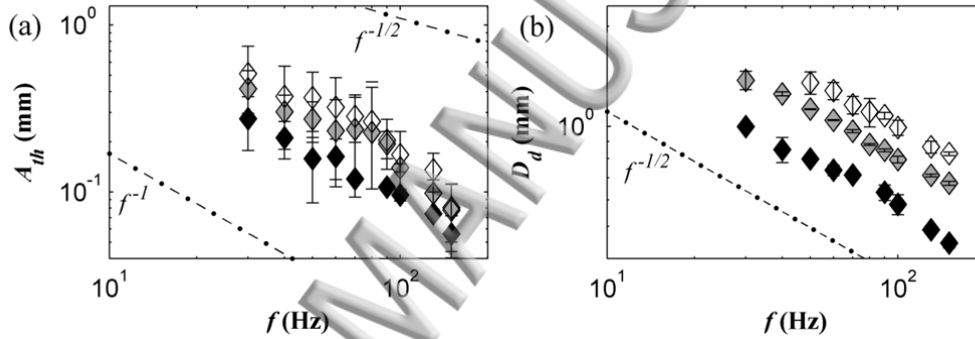 (a)
10^0
A_th (mm)
10^-1
f^-1/2
f^-1
10^1
10^2
f (Hz)
(b)
10^0
D_d (mm)
f^-1/2
10^1
10^2
f (Hz)
MANUS